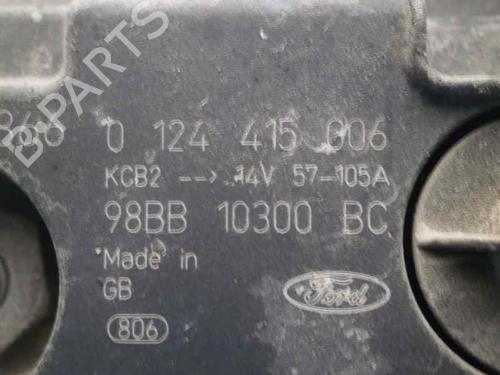 B PARTS
0 124 415 006
KCB2 --> 14V 57-105A
98BB 10300 BC
Made in
GB
Ford
806